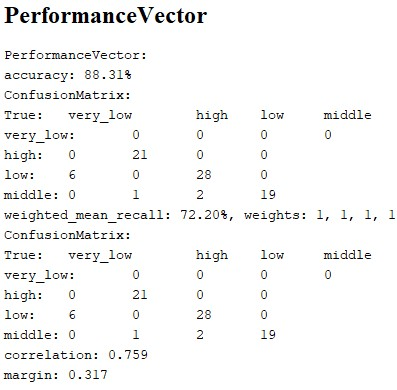 PerformanceVector
PerformanceVector:
accuracy: 88.31%
ConfusionMatrix:
True: very_low high low middle
very_low: 0 0 0 0
high: 0 21 0 0
low: 6 0 28 0
middle: 0 1 2 19
weighted_mean_recall: 72.20%, weights: 1, 1, 1, 1
ConfusionMatrix:
True: very_low high low middle
very_low: 0 0 0 0
high: 0 21 0 0
low: 6 0 28 0
middle: 0 1 2 19
correlation: 0.759
margin: 0.317